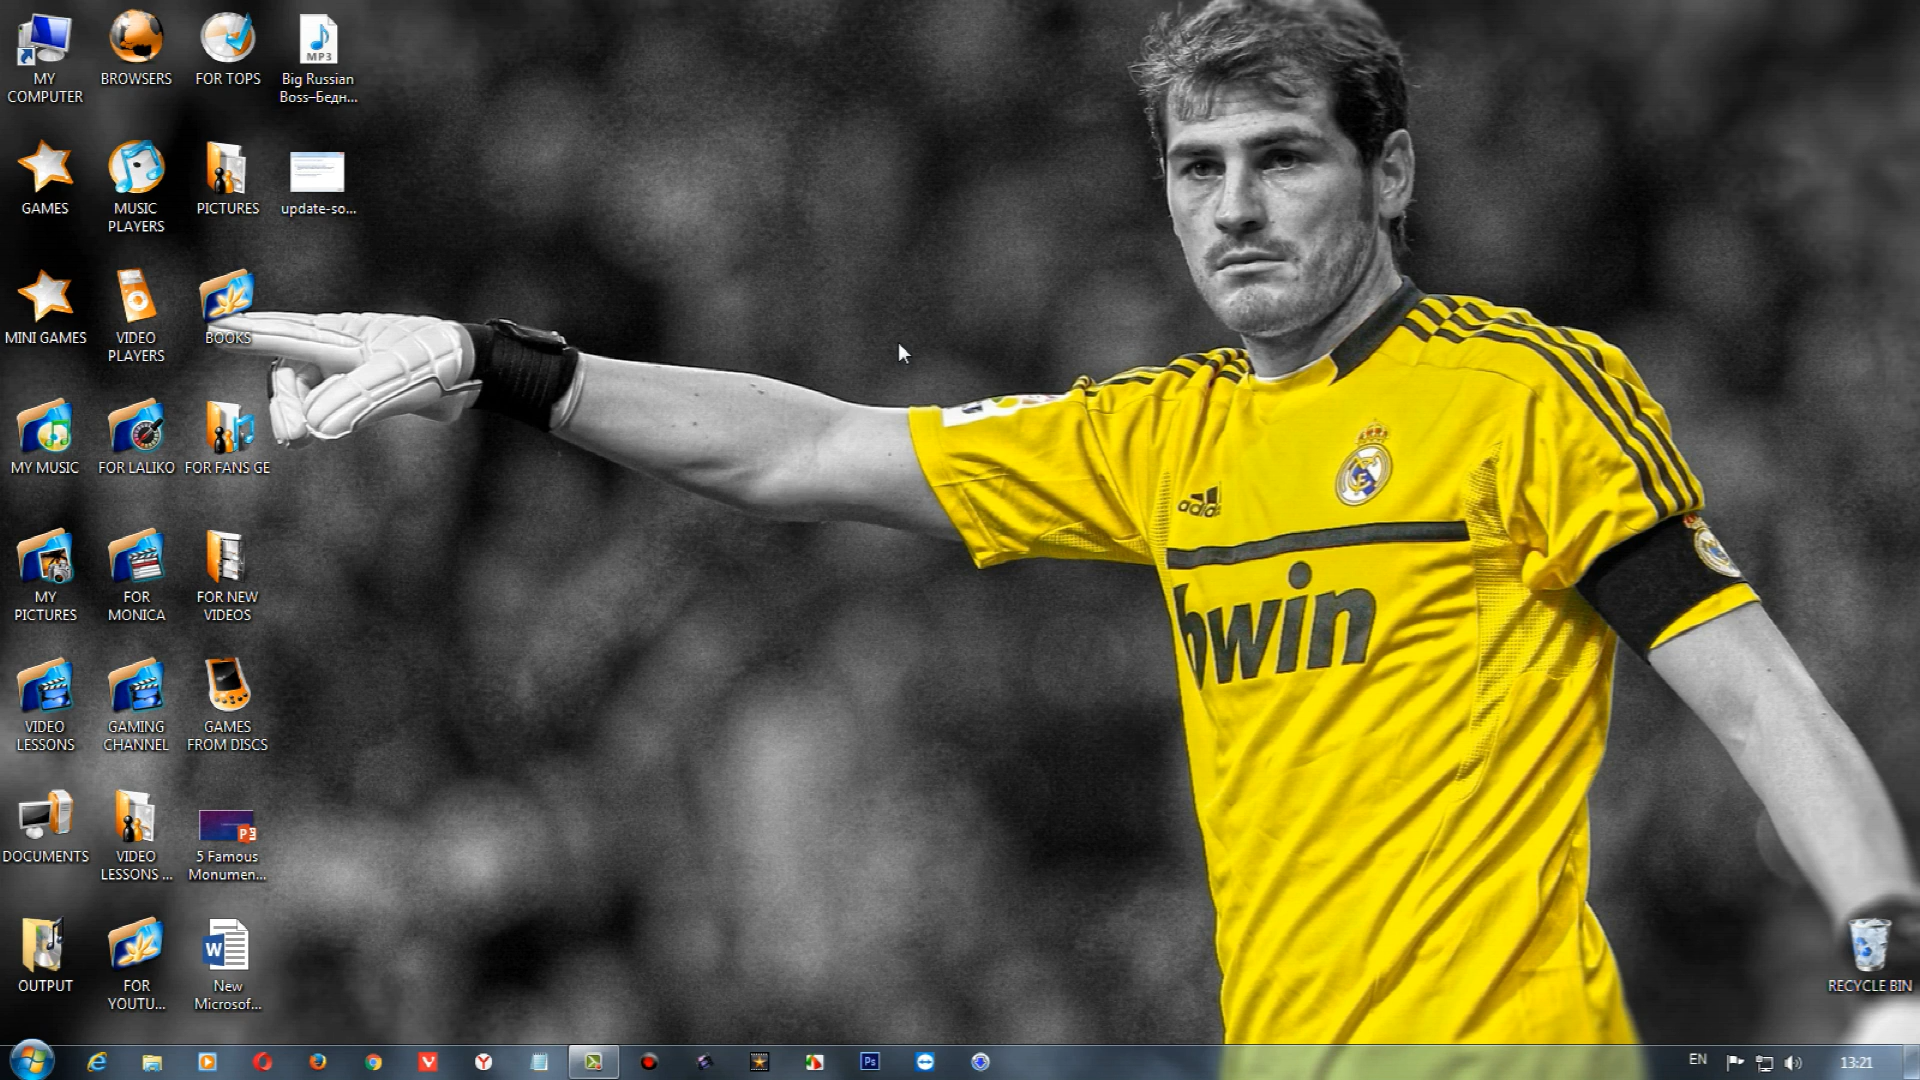 MY
COMPUTER
BROWSERS
FOR TOPS
MP3
Big Russian
Boss–Бедн...
GAMES
MUSIC
PLAYERS
PICTURES
update-so...
MINI GAMES
VIDEO
PLAYERS
BOOKS
MY MUSIC
FOR LALIKO
FOR FANS GE
MY
PICTURES
FOR
MONICA
FOR NEW
VIDEOS
VIDEO
LESSONS
GAMING
CHANNEL
GAMES
FROM DISCS
DOCUMENTS
VIDEO
LESSONS ...
5 Famous
Monumen...
OUTPUT
FOR
YOUTU...
New
Microsof...
adidas
bwin
RECYCLE BIN
Ps
EN
13:21